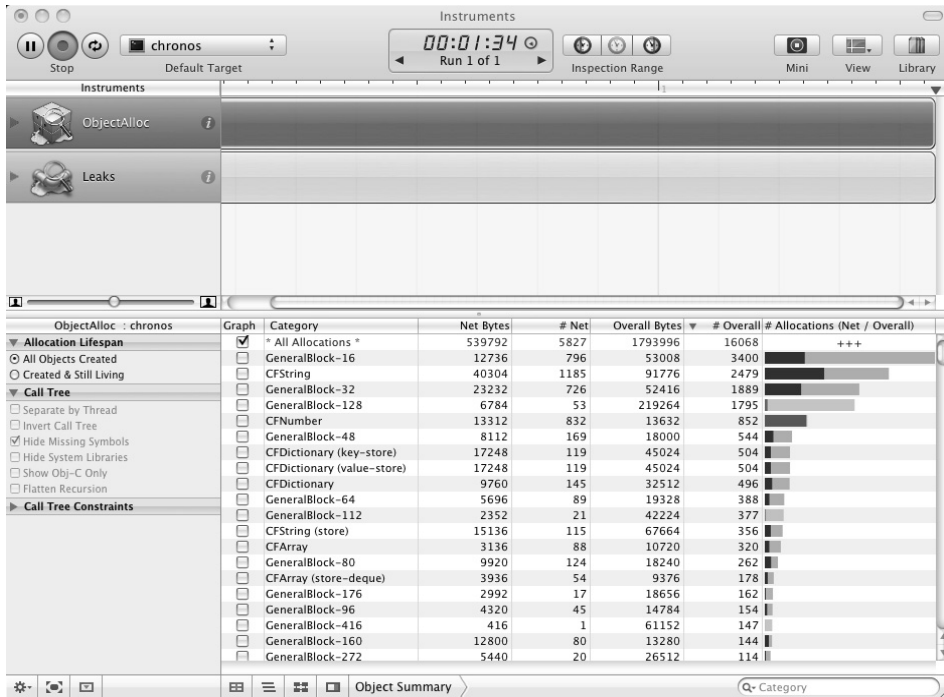 Instruments
chronos
00:01:34
Run 1 of 1
Stop
Default Target
Inspection Range
Mini
View
Library
Instruments
1
ObjectAlloc
Leaks
ObjectAlloc : chronos
Allocation Lifespan
All Objects Created
Created & Still Living
Call Tree
Separate by Thread
Invert Call Tree
Hide Missing Symbols
Hide System Libraries
Show Obj-C Only
Flatten Recursion
Call Tree Constraints
Graph Category Net Bytes # Net Overall Bytes # Overall # Allocations (Net / Overall)
* All Allocations * 539792 5827 1793996 16068 +++
GeneralBlock-16 12736 796 53008 3400
CFString 40304 1185 91776 2479
GeneralBlock-32 23232 726 52416 1889
GeneralBlock-128 6784 53 219264 1795
CFNumber 13312 832 13632 852
GeneralBlock-48 8112 169 18000 544
CFDictionary (key-store) 17248 119 45024 504
CFDictionary (value-store) 17248 119 45024 504
CFDictionary 9760 145 32512 496
GeneralBlock-64 5696 89 19328 388
GeneralBlock-112 2352 21 42224 377
CFString (store) 15136 115 67664 356
CFArray 3136 88 10720 320
GeneralBlock-80 9920 124 18240 262
CFArray (store-deque) 3936 54 9376 178
GeneralBlock-176 2992 17 18656 162
GeneralBlock-96 4320 45 14784 154
GeneralBlock-416 416 1 61152 147
GeneralBlock-160 12800 80 13280 144
GeneralBlock-272 5440 20 26512 114
Object Summary
Category